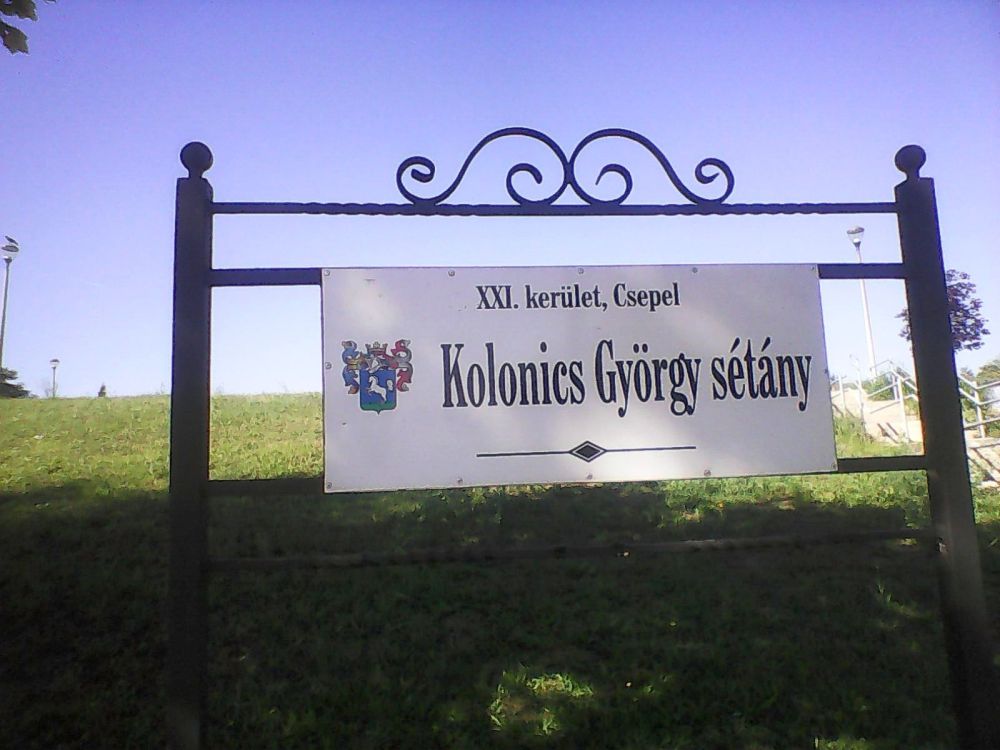 XXI. kerület, Csepel
Kolonics György sétány